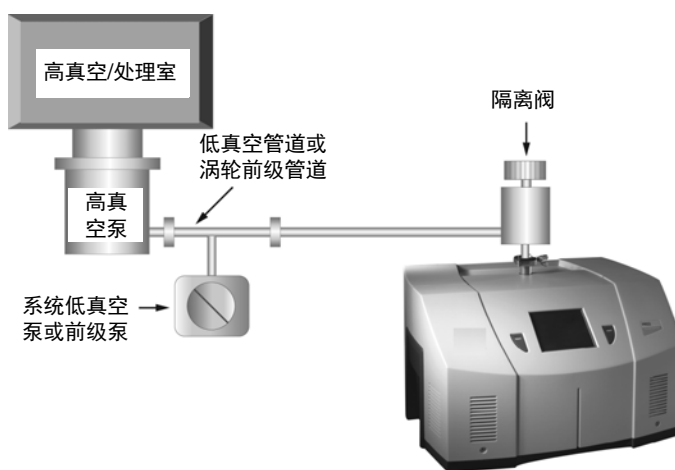 高真空/处理室
隔离阀
低真空管道或
涡轮前级管道
高真
空泵
系统低真空
泵或前级泵